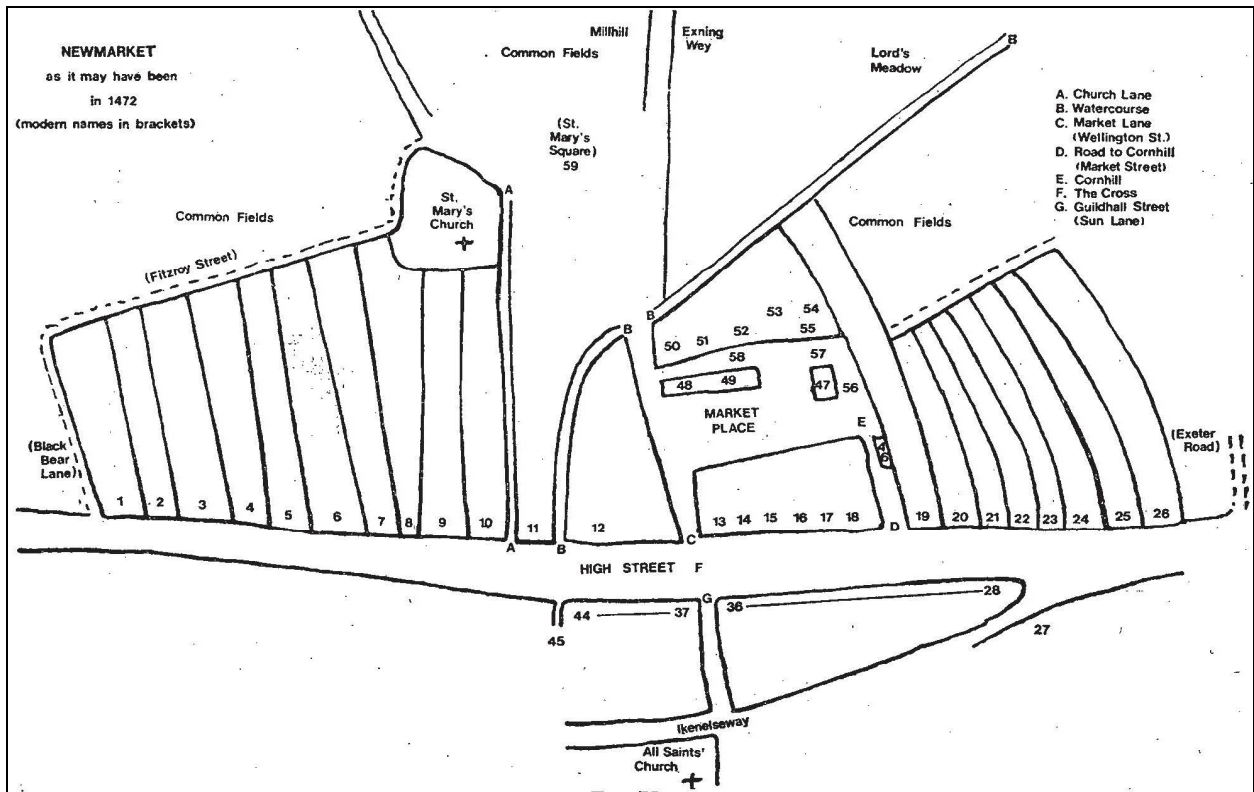 NEWMARKET
as it may have been
in 1472
(modern names in brackets)
Millhill
Common Fields
Exning
Wey
Lord's
Meadow
B
A. Church Lane
B. Watercourse
C. Market Lane
(Wellington St.)
D. Road to Cornhill
(Market Street)
E. Cornhill
F. The Cross
G. Guildhall Street
(Sun Lane)
(St.
Mary's
Square)
59
St.
Mary's
Church
A
Common Fields
Common Fields
(Fitzroy Street)
B
B
53
54
50
51
52
55
58
57
48
49
47
56
MARKET
PLACE
E
46
(Black
Bear
Lane)
(Exeter
Road)
1
2
3
4
5
6
7
8
9
10
11
12
13
14
15
16
17
18
19
20
21
22
23
24
25
26
A
B
C
D
HIGH STREET F
G
44
37
36
28
45
27
Ikenelseway
All Saints'
Church